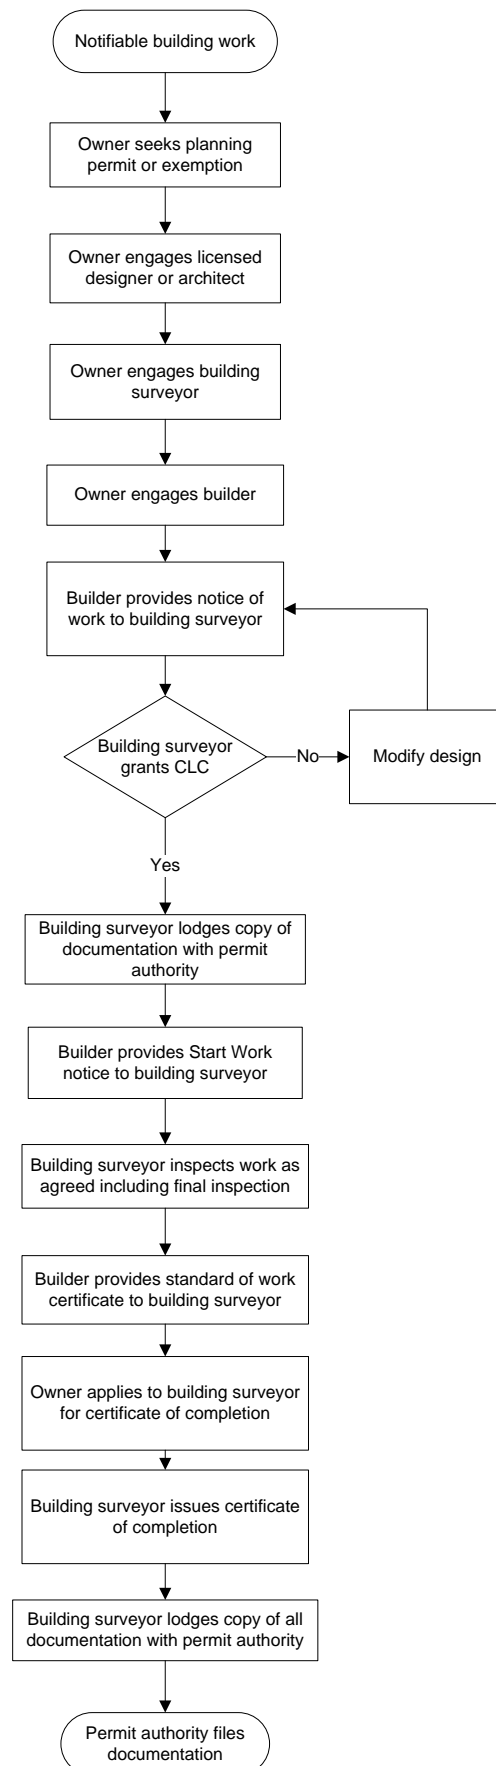 Notifiable building work
Owner seeks planning
permit or exemption
Owner engages licensed
designer or architect
Owner engages building
surveyor
Owner engages builder
Builder provides notice of
work to building surveyor
Building surveyor
grants CLC
No
Modify design
Yes
Building surveyor lodges copy of
documentation with permit
authority
Builder provides Start Work
notice to building surveyor
Building surveyor inspects work as
agreed including final inspection
Builder provides standard of work
certificate to building surveyor
Owner applies to building surveyor
for certificate of completion
Building surveyor issues certificate
of completion
Building surveyor lodges copy of all
documentation with permit authority
Permit authority files
documentation